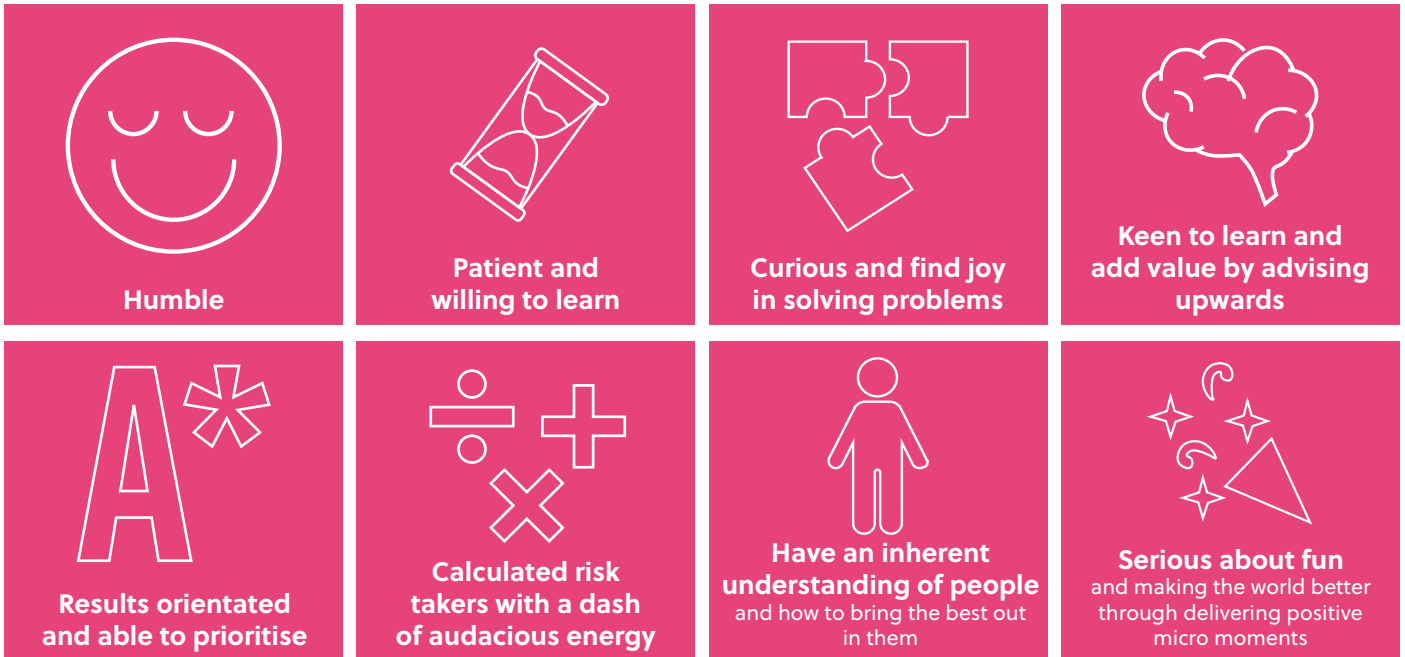 Humble
Patient and
willing to learn
Curious and find joy
in solving problems
Keen to learn and
add value by advising
upwards
A*
Results orientated
and able to prioritise
Calculated risk
takers with a dash
of audacious energy
Have an inherent
understanding of people
and how to bring the best out
in them
Serious about fun
and making the world better
through delivering positive
micro moments